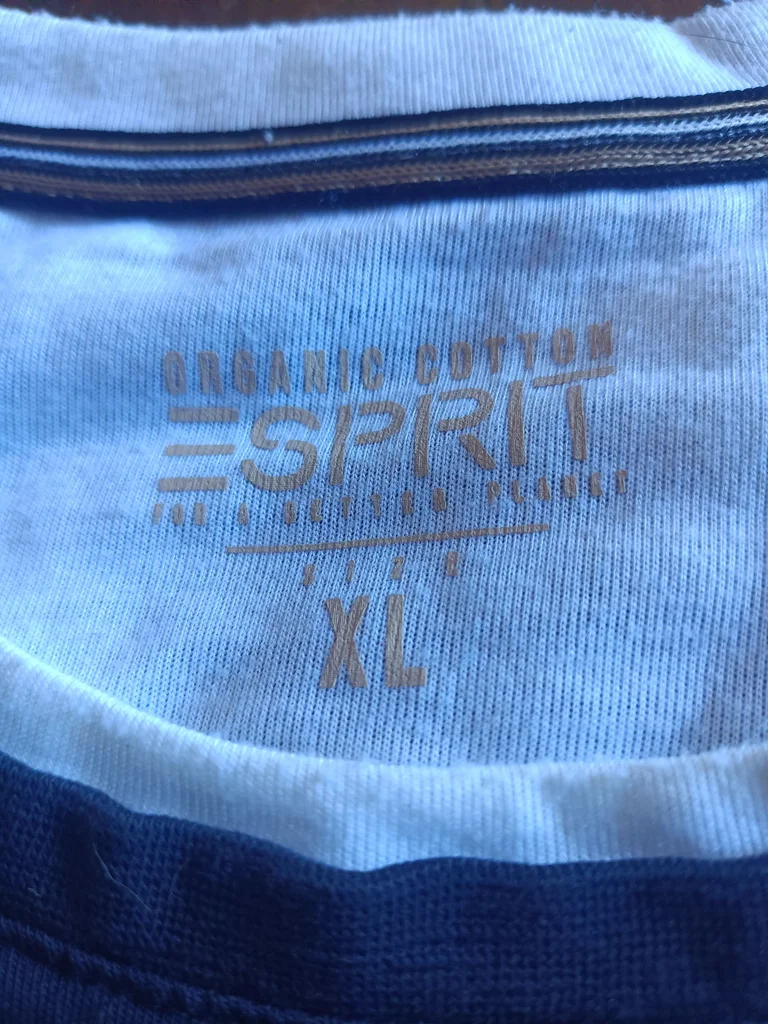 ORGANIC COTTON
ESPRIT
FOR A BETTER PLANET
SIZE
XL